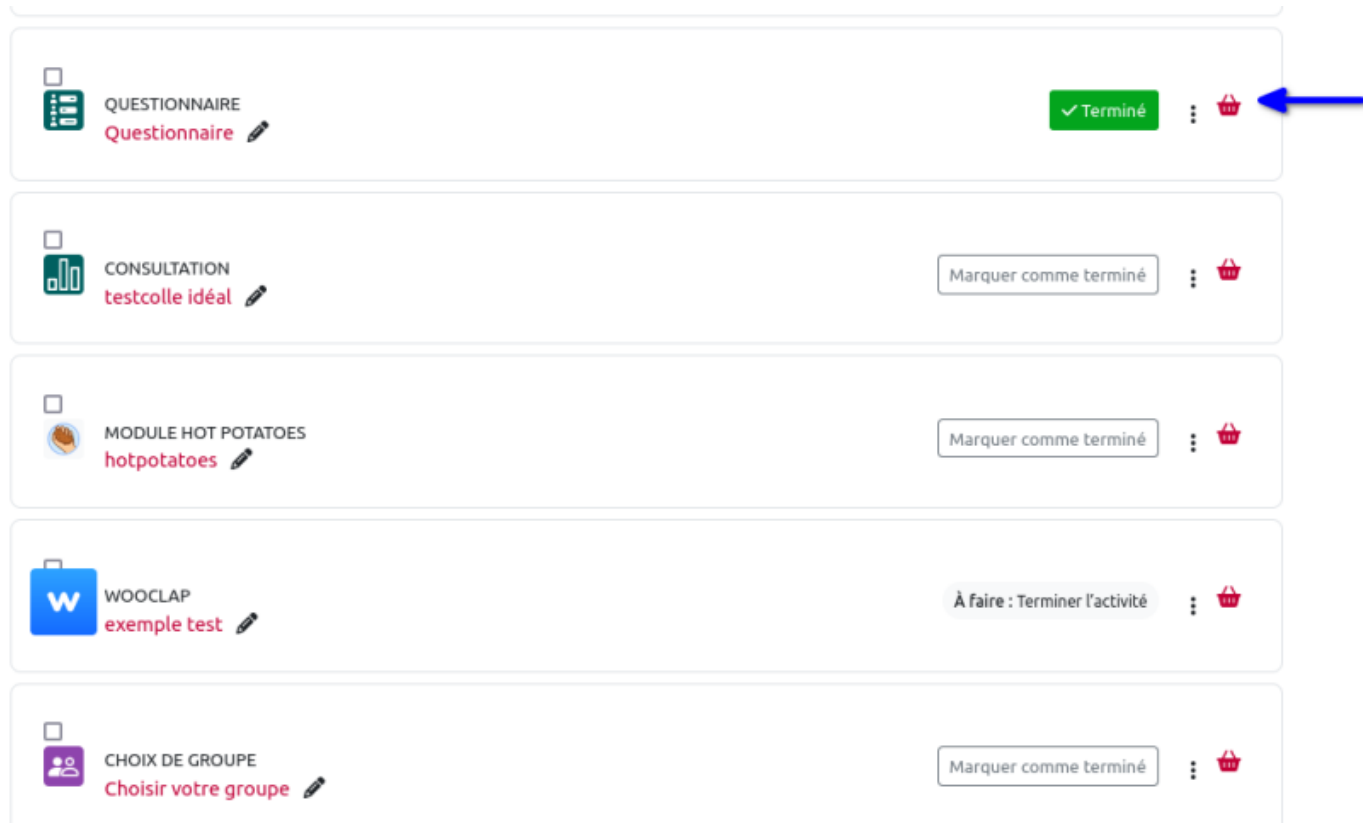 QUESTIONNAIRE
Questionnaire
✓ Terminé
CONSULTATION
testcolle idéal
Marquer comme terminé
MODULE HOT POTATOES
hotpotatoes
Marquer comme terminé
W
WOOCLAP
exemple test
À faire : Terminer l'activité
CHOIX DE GROUPE
Choisir votre groupe
Marquer comme terminé